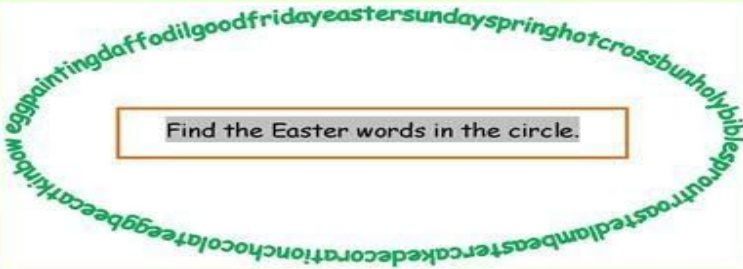 eggpaintingdaffodilgoodfridayeastersundayspringhotcrossbunholybiblesproutroastedlambeastercakedecorationchocolateeggbeecatkinbow
Find the Easter words in the circle.